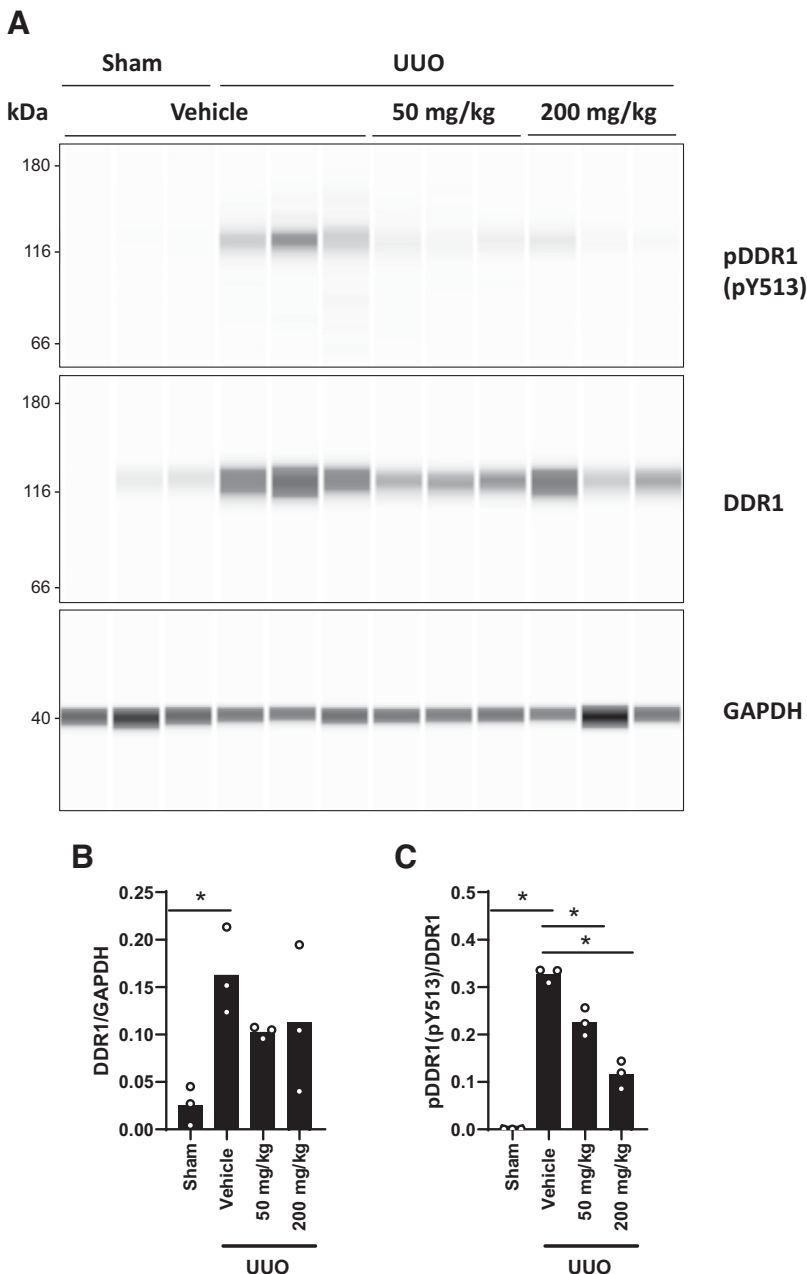 A
Sham UUO
kDa Vehicle 50 mg/kg 200 mg/kg
180
116
66
pDDR1
(pY513)
180
116
66
DDR1
40
GAPDH
B
0.25
0.20
0.15
0.10
0.05
0.00
DDR1/GAPDH
*
Sham
Vehicle
50 mg/kg
200 mg/kg
UUO
C
0.5
0.4
0.3
0.2
0.1
0.0
pDDR1(pY513)/DDR1
*
*
*
Sham
Vehicle
50 mg/kg
200 mg/kg
UUO